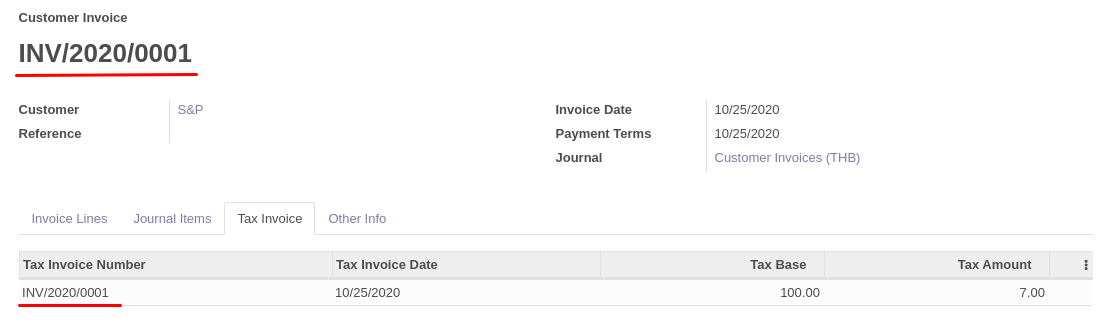 Customer Invoice
INV/2020/0001
Customer S&P
Reference
Invoice Date 10/25/2020
Payment Terms 10/25/2020
Journal Customer Invoices (THB)
Invoice Lines Journal Items Tax Invoice Other Info
Tax Invoice Number Tax Invoice Date Tax Base Tax Amount
INV/2020/0001 10/25/2020 100.00 7.00